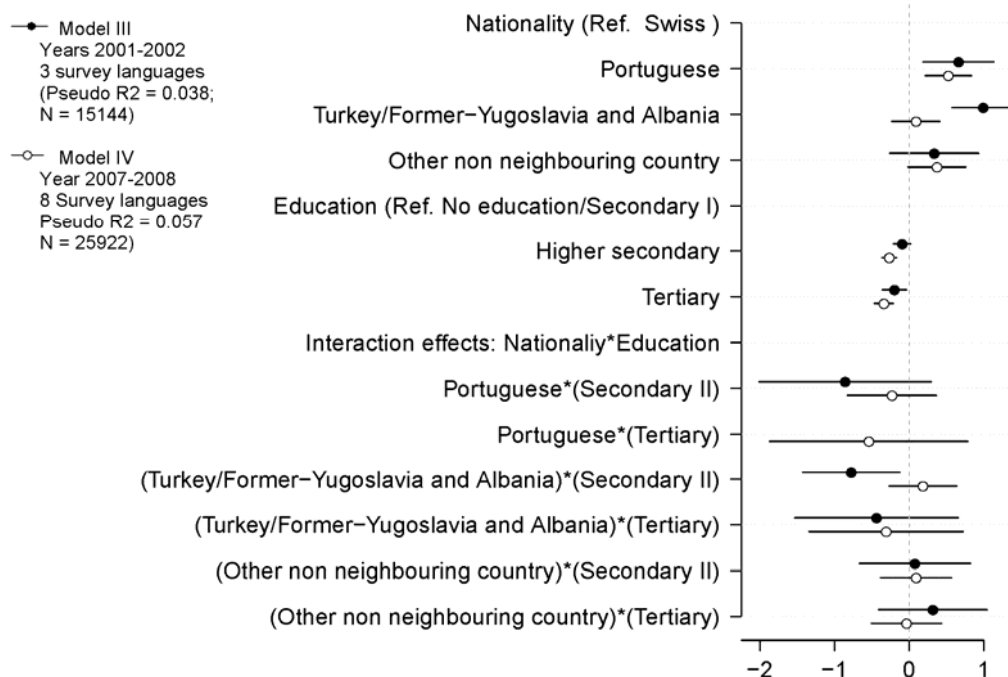 Model III
Years 2001-2002
3 survey languages
(Pseudo R2 = 0.038;
N = 15144)
Model IV
Year 2007-2008
8 Survey languages
Pseudo R2 = 0.057
N = 25922)
Nationality (Ref. Swiss )
Portuguese
Turkey/Former−Yugoslavia and Albania
Other non neighbouring country
Education (Ref. No education/Secondary I)
Higher secondary
Tertiary
Interaction effects: Nationaliy*Education
Portuguese*(Secondary II)
Portuguese*(Tertiary)
(Turkey/Former−Yugoslavia and Albania)*(Secondary II)
(Turkey/Former−Yugoslavia and Albania)*(Tertiary)
(Other non neighbouring country)*(Secondary II)
(Other non neighbouring country)*(Tertiary)
−2 −1 0 1